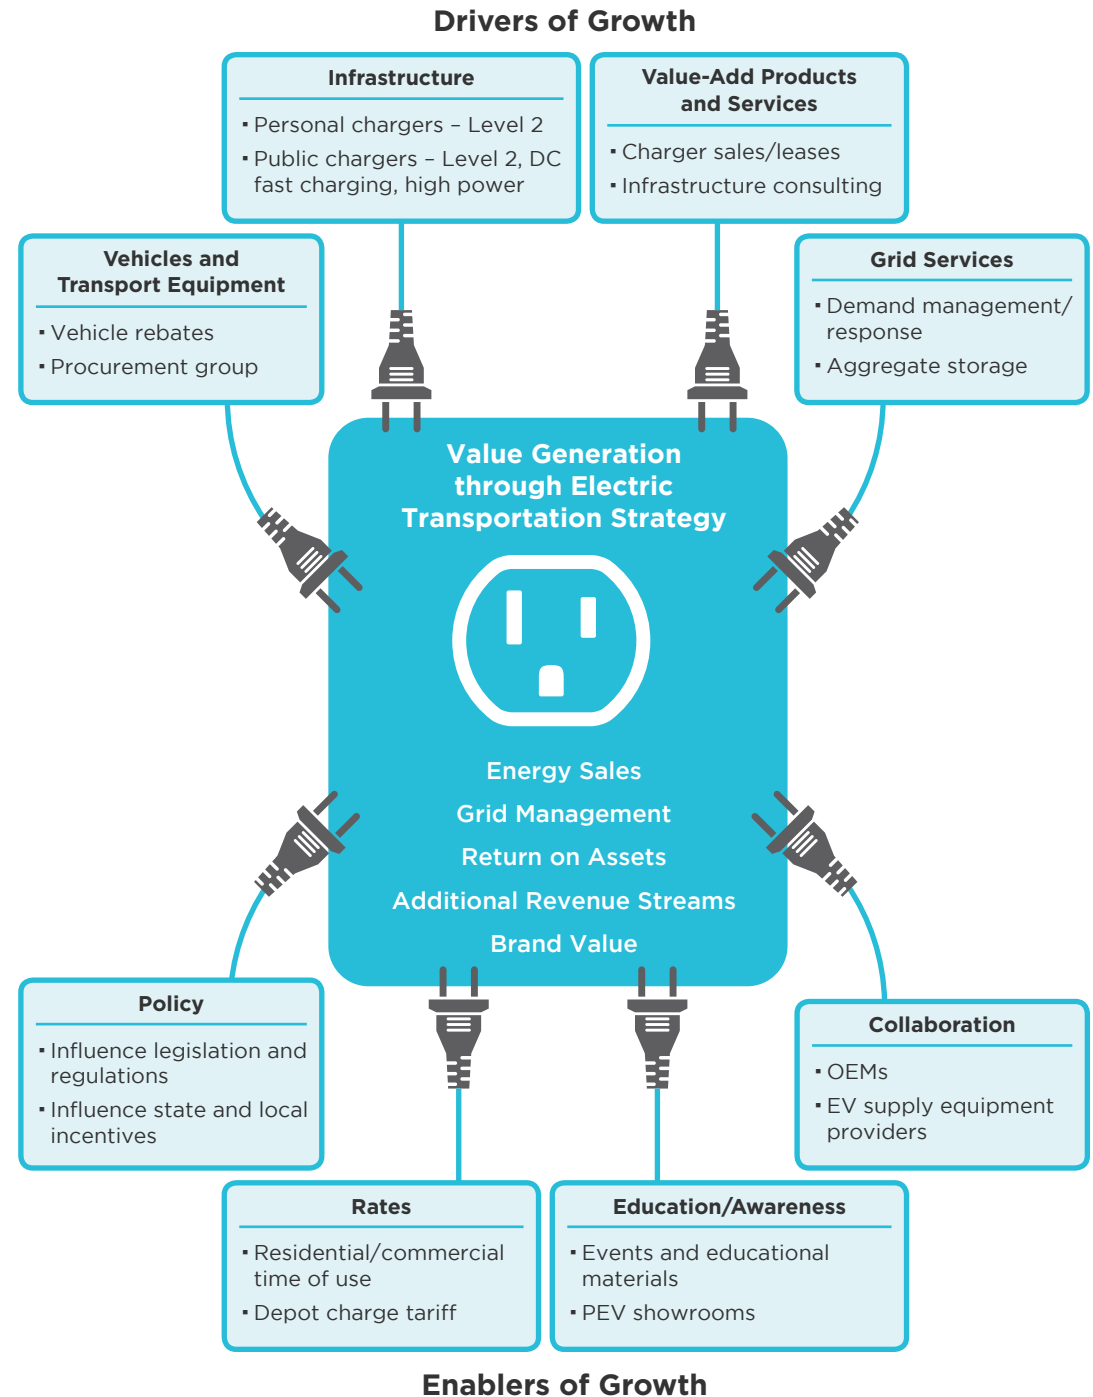 Drivers of Growth
Infrastructure
▪ Personal chargers – Level 2
▪ Public chargers – Level 2, DC
fast charging, high power
Value-Add Products
and Services
▪ Charger sales/leases
▪ Infrastructure consulting
Vehicles and
Transport Equipment
▪ Vehicle rebates
▪ Procurement group
Grid Services
▪ Demand management/
response
▪ Aggregate storage
Value Generation
through Electric
Transportation Strategy
Energy Sales
Grid Management
Return on Assets
Additional Revenue Streams
Brand Value
Policy
▪ Influence legislation and
regulations
▪ Influence state and local
incentives
Collaboration
▪ OEMs
▪ EV supply equipment
providers
Rates
▪ Residential/commercial
time of use
▪ Depot charge tariff
Education/Awareness
▪ Events and educational
materials
▪ PEV showrooms
Enablers of Growth